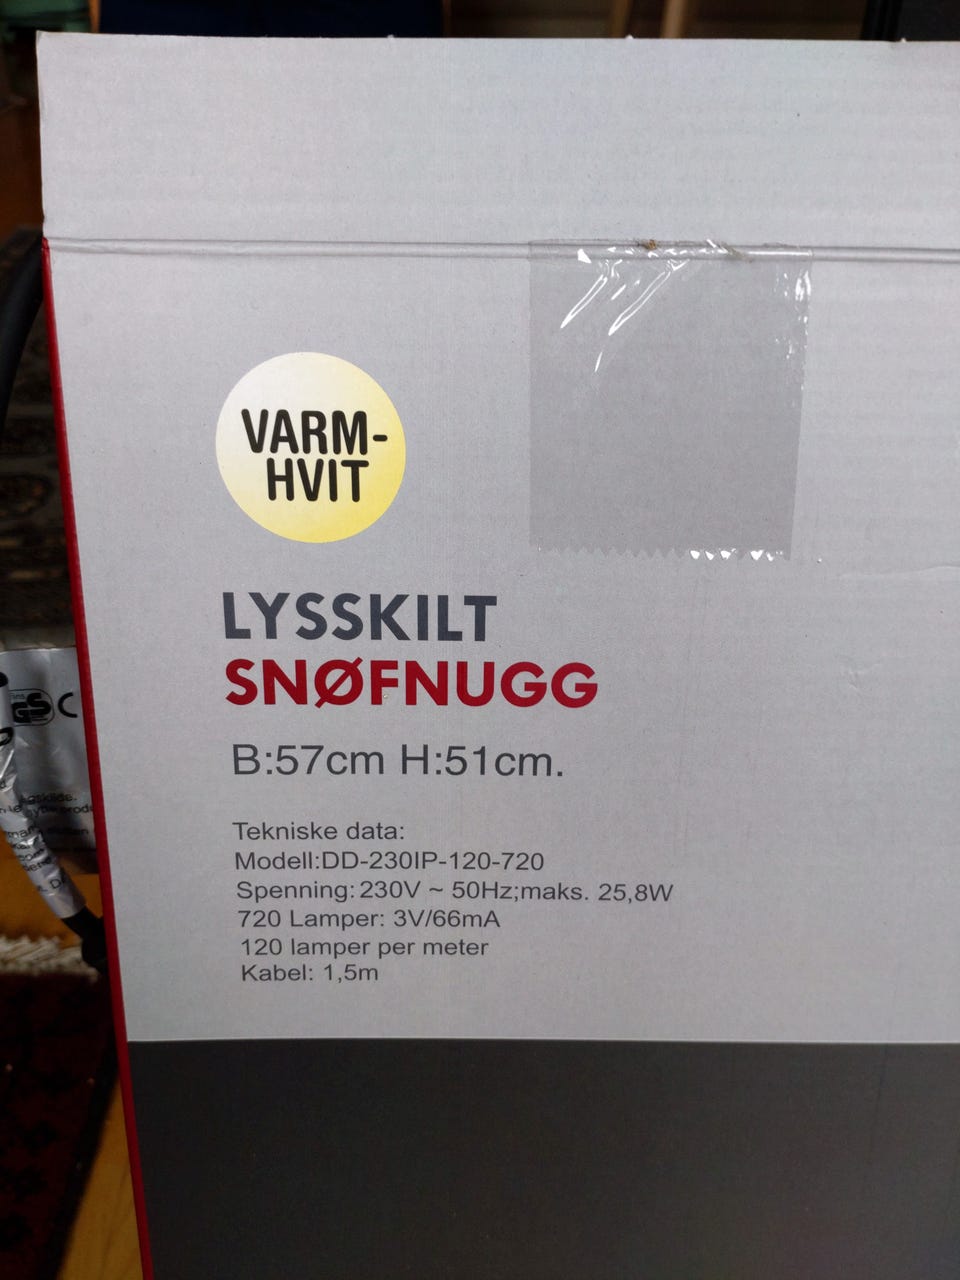 VARM-
HVIT
LYSSKILT
SNØFNUGG
B:57cm H:51cm.
Tekniske data:
Modell:DD-230IP-120-720
Spenning: 230V ~ 50Hz;maks. 25,8W
720 Lamper: 3V/66mA
120 lamper per meter
Kabel: 1,5m
GS C